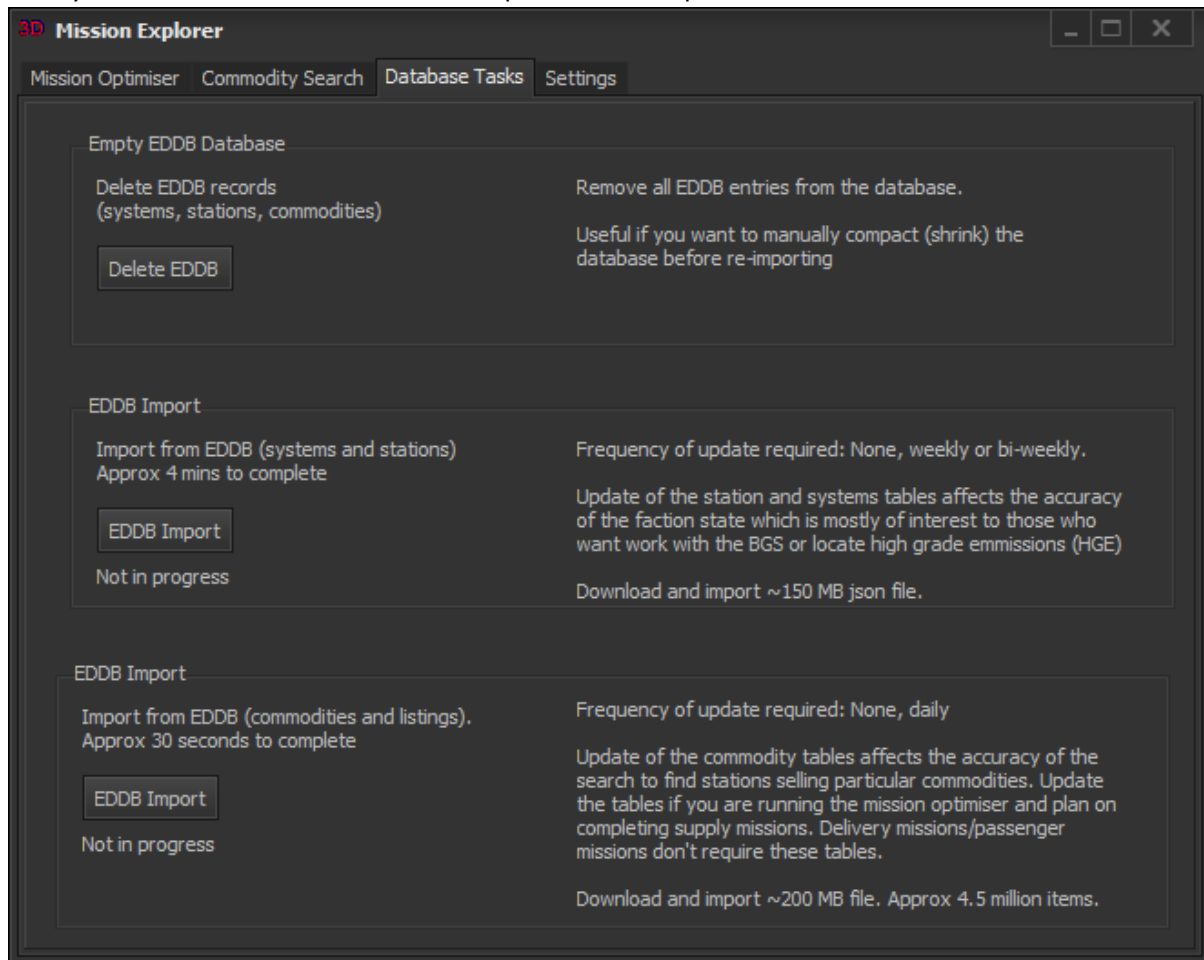 3D Mission Explorer
Mission Optimiser Commodity Search Database Tasks Settings
Empty EDDB Database
Delete EDDB records
(systems, stations, commodities)
Delete EDDB
Remove all EDDB entries from the database.
Useful if you want to manually compact (shrink) the
database before re-importing
EDDB Import
Import from EDDB (systems and stations)
Approx 4 mins to complete
EDDB Import
Not in progress
Frequency of update required: None, weekly or bi-weekly.
Update of the station and systems tables affects the accuracy
of the faction state which is mostly of interest to those who
want work with the BGS or locate high grade emmissions (HGE)
Download and import ~150 MB json file.
EDDB Import
Import from EDDB (commodities and listings).
Approx 30 seconds to complete
EDDB Import
Not in progress
Frequency of update required: None, daily
Update of the commodity tables affects the accuracy of the
search to find stations selling particular commodities. Update
the tables if you are running the mission optimiser and plan on
completing supply missions. Delivery missions/passenger
missions don't require these tables.
Download and import ~200 MB file. Approx 4.5 million items.